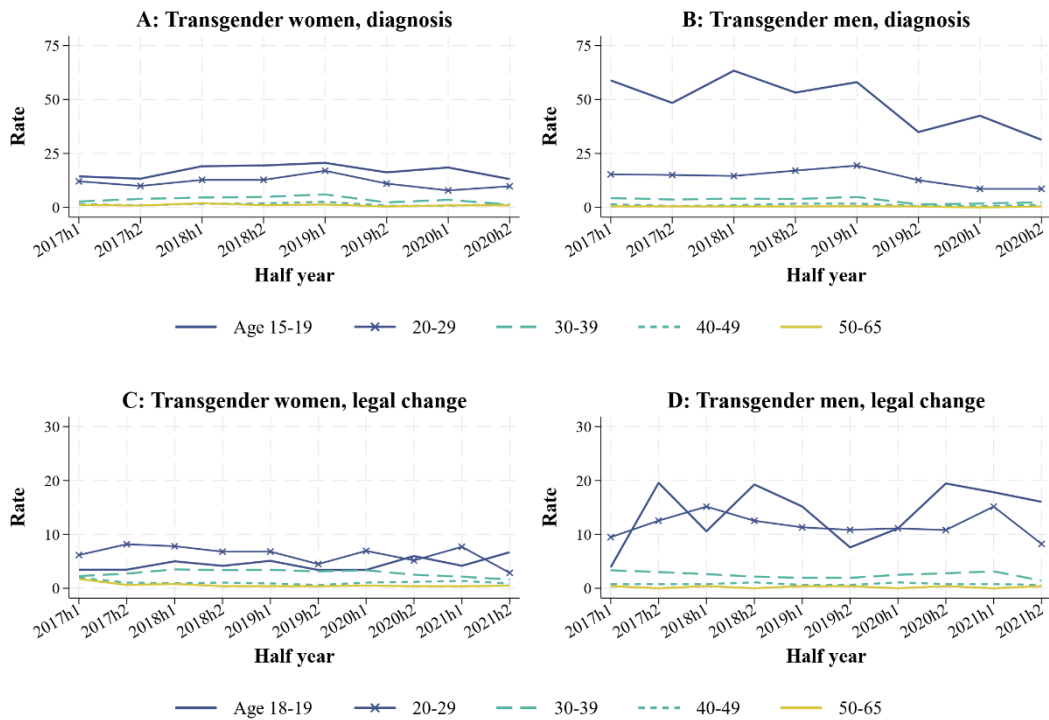 A: Transgender women, diagnosis
Rate
75
50
25
0
2017h1 2017h2 2018h1 2018h2 2019h1 2019h2 2020h1 2020h2
Half year
B: Transgender men, diagnosis
Rate
75
50
25
0
2017h1 2017h2 2018h1 2018h2 2019h1 2019h2 2020h1 2020h2
Half year
Age 15-19 20-29 30-39 40-49 50-65
C: Transgender women, legal change
Rate
30
20
10
0
2017h1 2017h2 2018h1 2018h2 2019h1 2019h2 2020h1 2020h2 2021h1 2021h2
Half year
D: Transgender men, legal change
Rate
30
20
10
0
2017h1 2017h2 2018h1 2018h2 2019h1 2019h2 2020h1 2020h2 2021h1 2021h2
Half year
Age 18-19 20-29 30-39 40-49 50-65